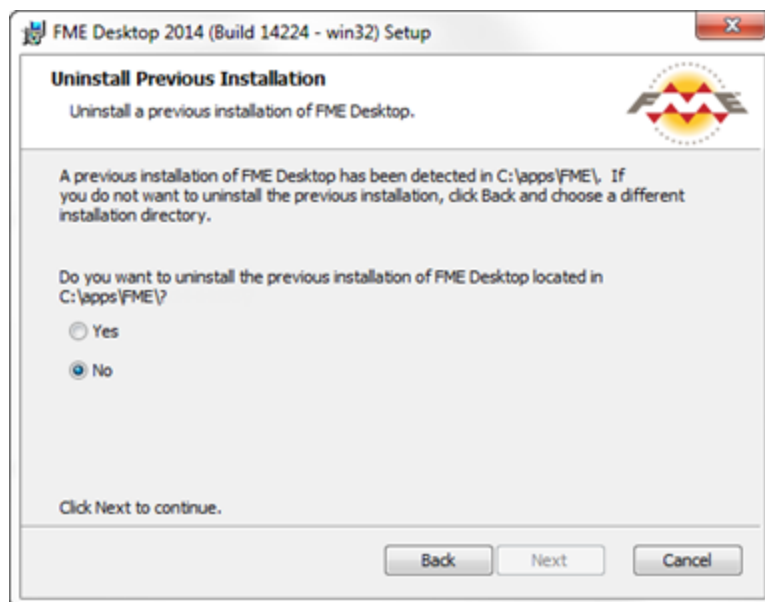 FME Desktop 2014 (Build 14224 - win32) Setup
Uninstall Previous Installation
Uninstall a previous installation of FME Desktop.
FME
A previous installation of FME Desktop has been detected in C:\apps\FME\. If
you do not want to uninstall the previous installation, click Back and choose a different
installation directory.
Do you want to uninstall the previous installation of FME Desktop located in
C:\apps\FME\?
Yes
No
Click Next to continue.
Back
Next
Cancel